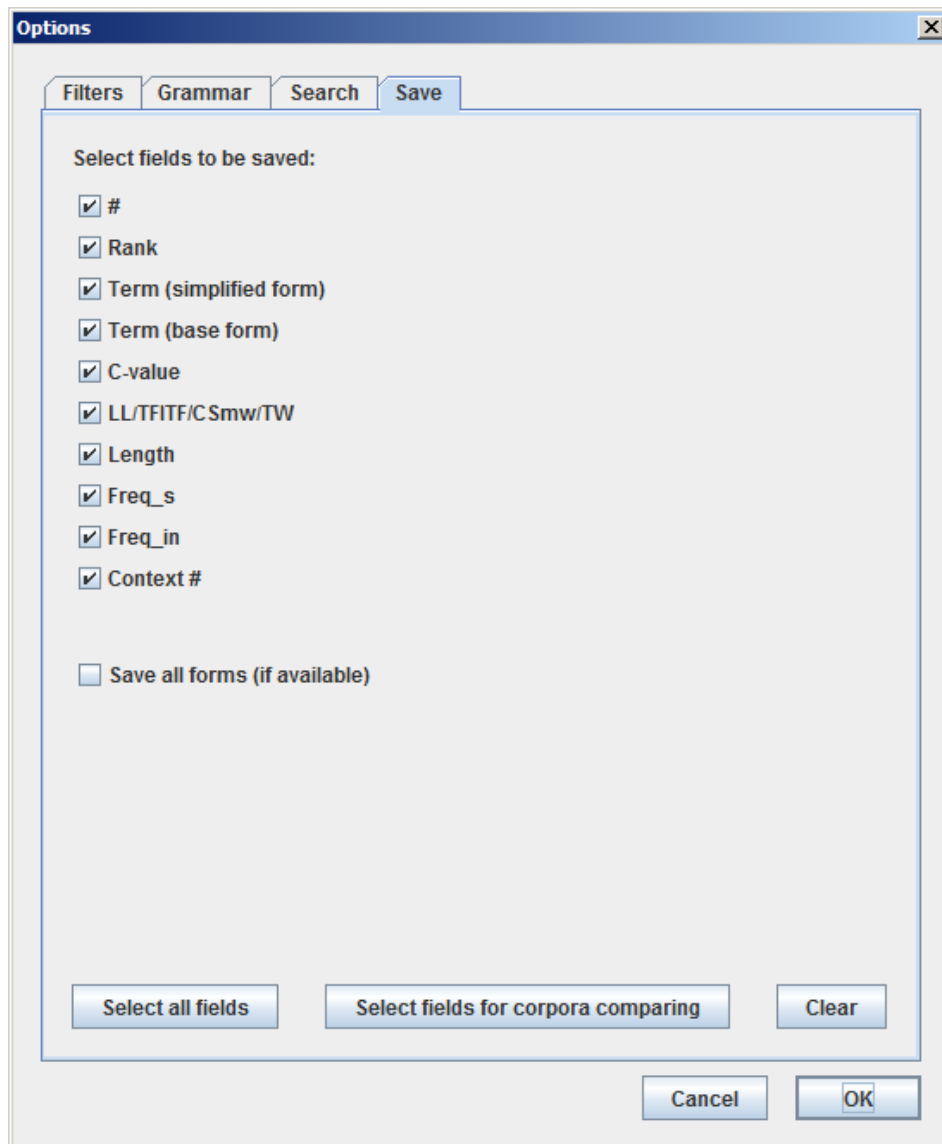 Options
Filters Grammar Search Save
Select fields to be saved:
#
Rank
Term (simplified form)
Term (base form)
C-value
LL/TFITF/CSmw/TW
Length
Freq_s
Freq_in
Context #
Save all forms (if available)
Select all fields Select fields for corpora comparing Clear
Cancel OK